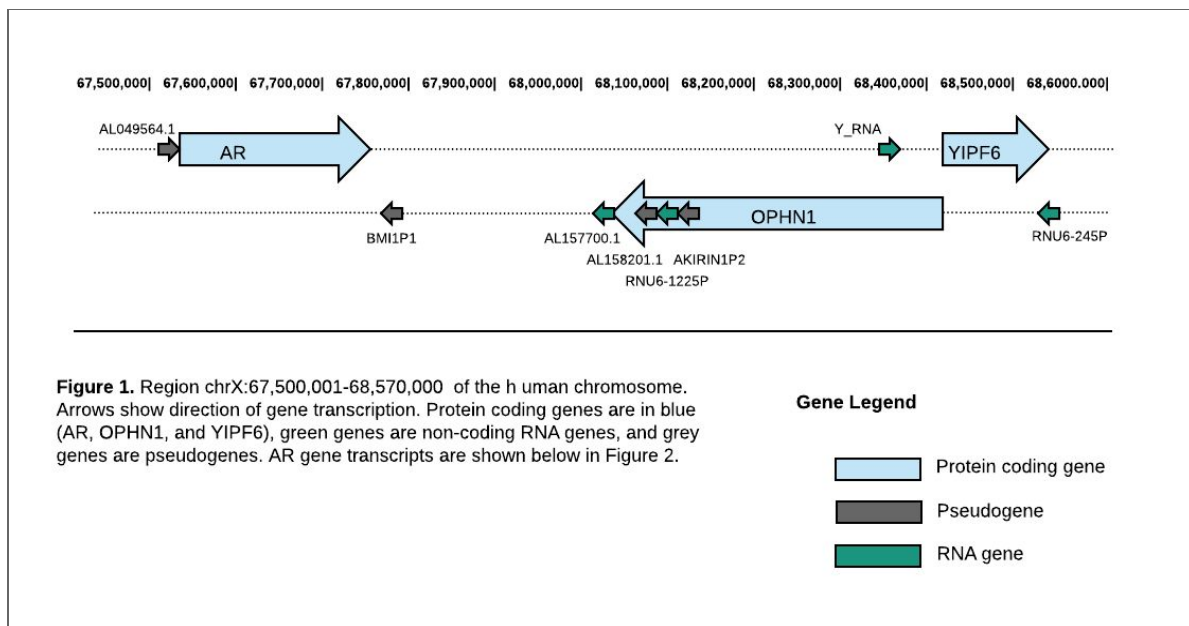 67,500,000| 67,600,000| 67,700,000| 67,800,000| 67,900,000| 68,000,000| 68,100,000| 68,200,000| 68,300,000| 68,400,000| 68,500,000| 68,6000.000|
AL049564.1
Y_RNA
AR
YIPF6
OPHN1
BMI1P1
AL157700.1
RNU6-245P
AL158201.1 AKIRIN1P2
RNU6-1225P
Figure 1. Region chrX:67,500,001-68,570,000 of the h uman chromosome.
Arrows show direction of gene transcription. Protein coding genes are in blue
(AR, OPHN1, and YIPF6), green genes are non-coding RNA genes, and grey
genes are pseudogenes. AR gene transcripts are shown below in Figure 2.
Gene Legend
Protein coding gene
Pseudogene
RNA gene